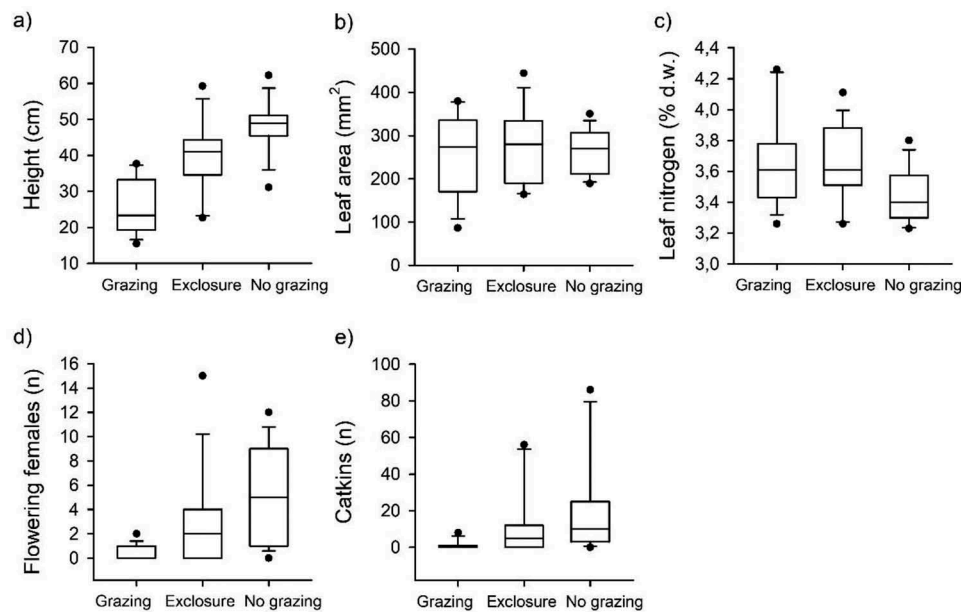 a)
70
60
50
40
30
20
10
Height (cm)
Grazing Exclosure No grazing
b)
500
400
300
200
100
0
Leaf area (mm²)
Grazing Exclosure No grazing
c)
4,4
4,2
4,0
3,8
3,6
3,4
3,2
3,0
Leaf nitrogen (% d.w.)
Grazing Exclosure No grazing
d)
16
14
12
10
8
6
4
2
0
Flowering females (n)
Grazing Exclosure No grazing
e)
100
80
60
40
20
0
Catkins (n)
Grazing Exclosure No grazing